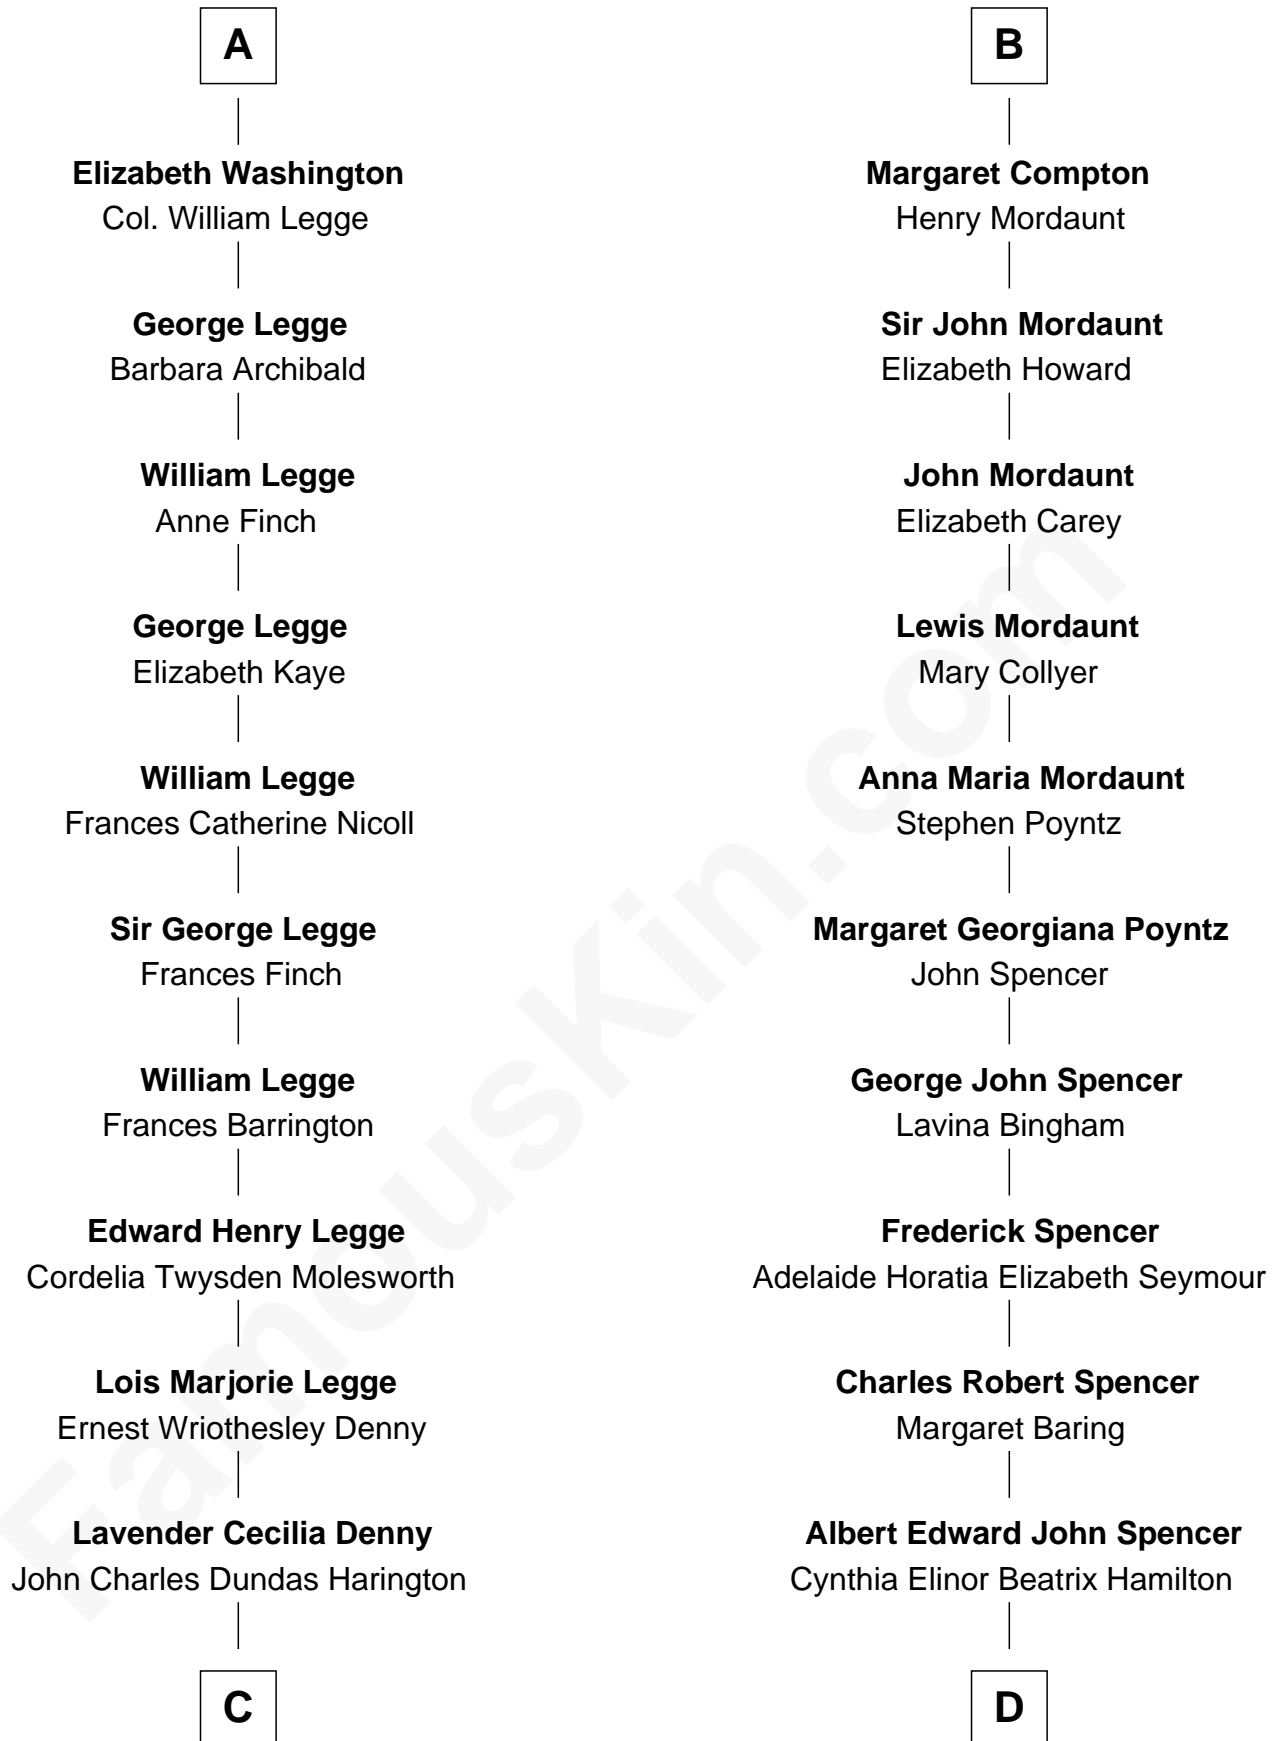 A
Elizabeth Washington
Col. William Legge
George Legge
Barbara Archibald
William Legge
Anne Finch
George Legge
Elizabeth Kaye
William Legge
Frances Catherine Nicoll
Sir George Legge
Frances Finch
William Legge
Frances Barrington
Edward Henry Legge
Cordelia Twysden Molesworth
Lois Marjorie Legge
Ernest Wriothesley Denny
Lavender Cecilia Denny
John Charles Dundas Harington
C
B
Margaret Compton
Henry Mordaunt
Sir John Mordaunt
Elizabeth Howard
John Mordaunt
Elizabeth Carey
Lewis Mordaunt
Mary Collyer
Anna Maria Mordaunt
Stephen Poyntz
Margaret Georgiana Poyntz
John Spencer
George John Spencer
Lavina Bingham
Frederick Spencer
Adelaide Horatia Elizabeth Seymour
Charles Robert Spencer
Margaret Baring
Albert Edward John Spencer
Cynthia Elinor Beatrix Hamilton
D
FamousKin.com